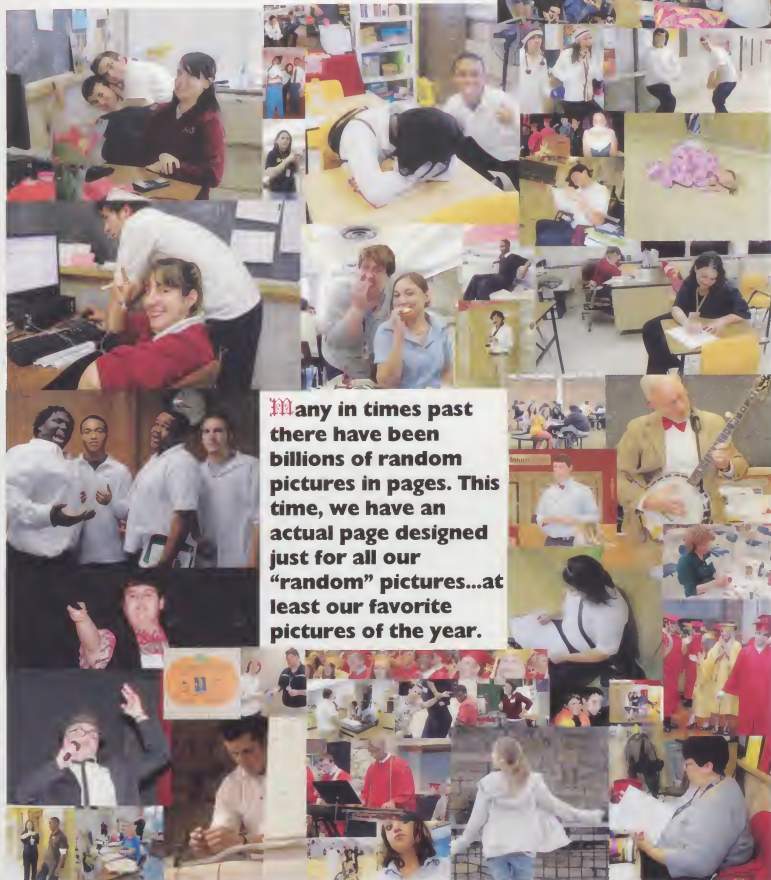 Many in times past
there have been
billions of random
pictures in pages. This
time, we have an
actual page designed
just for all our
“random” pictures...at
least our favorite
pictures of the year.